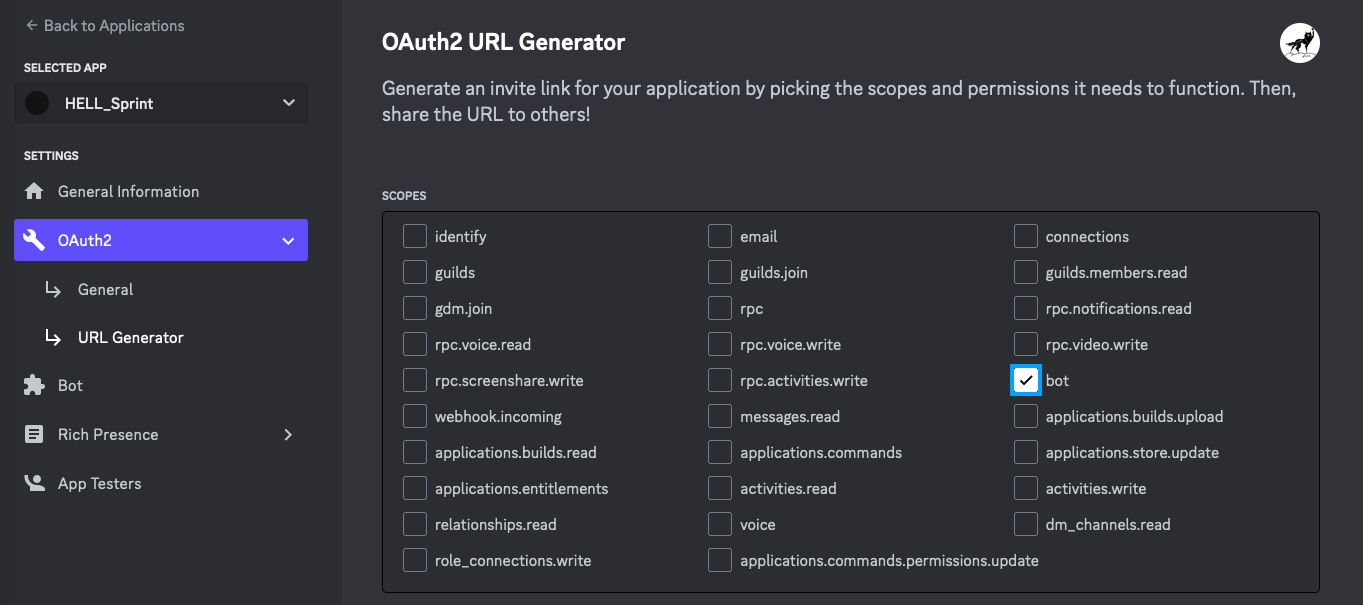 Back to Applications
SELECTED APP
HELL_Sprint
SETTINGS
General Information
OAuth2
General
URL Generator
Bot
Rich Presence
App Testers
OAuth2 URL Generator
Generate an invite link for your application by picking the scopes and permissions it needs to function. Then,
share the URL to others!
SCOPES
identify email connections
guilds guilds.join guilds.members.read
gdm.join rpc rpc.notifications.read
rpc.voice.read rpc.voice.write rpc.video.write
rpc.screenshare.write rpc.activities.write bot
webhook.incoming messages.read applications.builds.upload
applications.builds.read applications.commands applications.store.update
applications.entitlements activities.read activities.write
relationships.read voice dm_channels.read
role_connections.write applications.commands.permissions.update